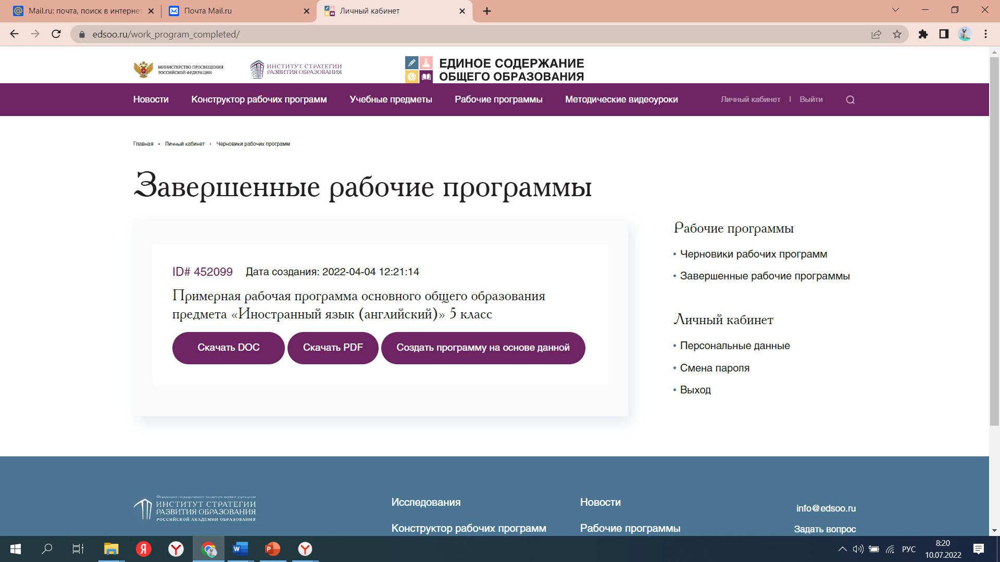 Mail.ru: почта, поиск в интернет
Почта Mail.ru
Личный кабинет
edsoo.ru/work_program_completed/
МИНИСТЕРСТВО ПРОСВЕЩЕНИЯ
РОССИЙСКОЙ ФЕДЕРАЦИИ
ИНСТИТУТ СТРАТЕГИИ
РАЗВИТИЯ ОБРАЗОВАНИЯ
ЕДИНОЕ СОДЕРЖАНИЕ
ОБЩЕГО ОБРАЗОВАНИЯ
Новости Конструктор рабочих программ Учебные предметы Рабочие программы Методические видеоуроки Личный кабинет | Выйти
Главная • Личный кабинет • Черновики рабочих программ
Завершенные рабочие программы
ID# 452099 Дата создания: 2022-04-04 12:21:14
Примерная рабочая программа основного общего образования
предмета «Иностранный язык (английский)» 5 класс
Скачать DOC Скачать PDF Создать программу на основе данной
Рабочие программы
• Черновики рабочих программ
• Завершенные рабочие программы
Личный кабинет
• Персональные данные
• Смена пароля
• Выход
Федеральное государственное бюджетное научное учреждение
ИНСТИТУТ СТРАТЕГИИ
РАЗВИТИЯ ОБРАЗОВАНИЯ
РОССИЙСКОЙ АКАДЕМИИ ОБРАЗОВАНИЯ
Исследования
Конструктор рабочих программ
Новости
Рабочие программы
info@edsoo.ru
Задать вопрос
РУС
8:20
10.07.2022